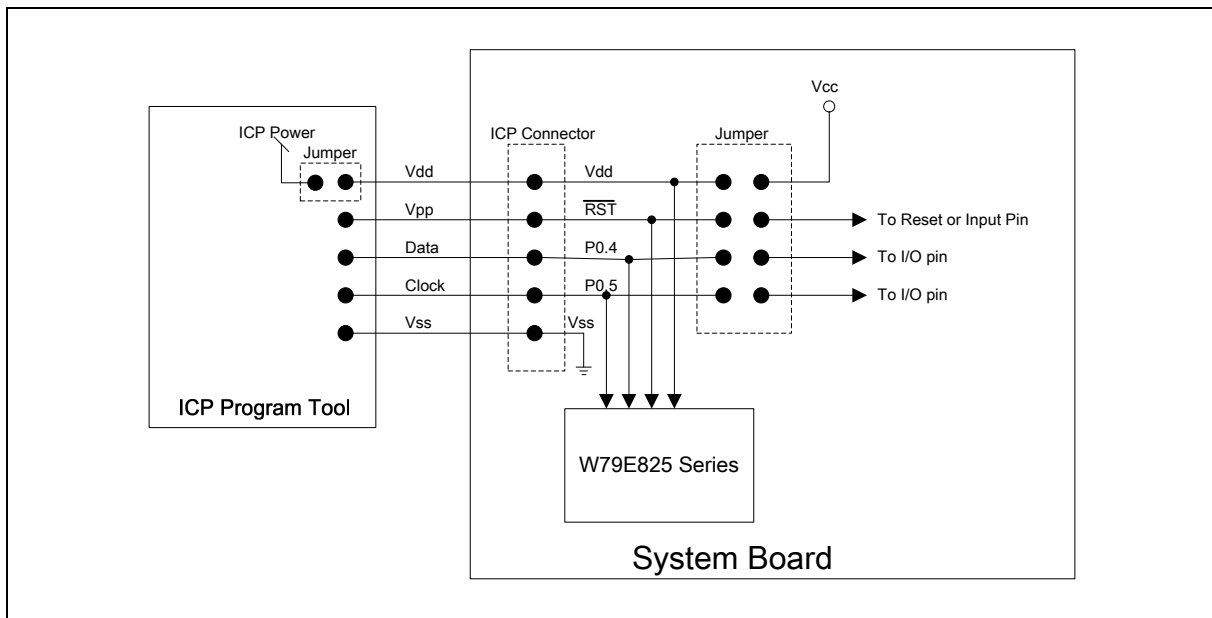 Vcc
ICP Power
Jumper
ICP Connector
Jumper
Vdd
Vdd
Vpp
RST
To Reset or Input Pin
Data
P0.4
To I/O pin
Clock
P0.5
To I/O pin
Vss
Vss
ICP Program Tool
W79E825 Series
System Board